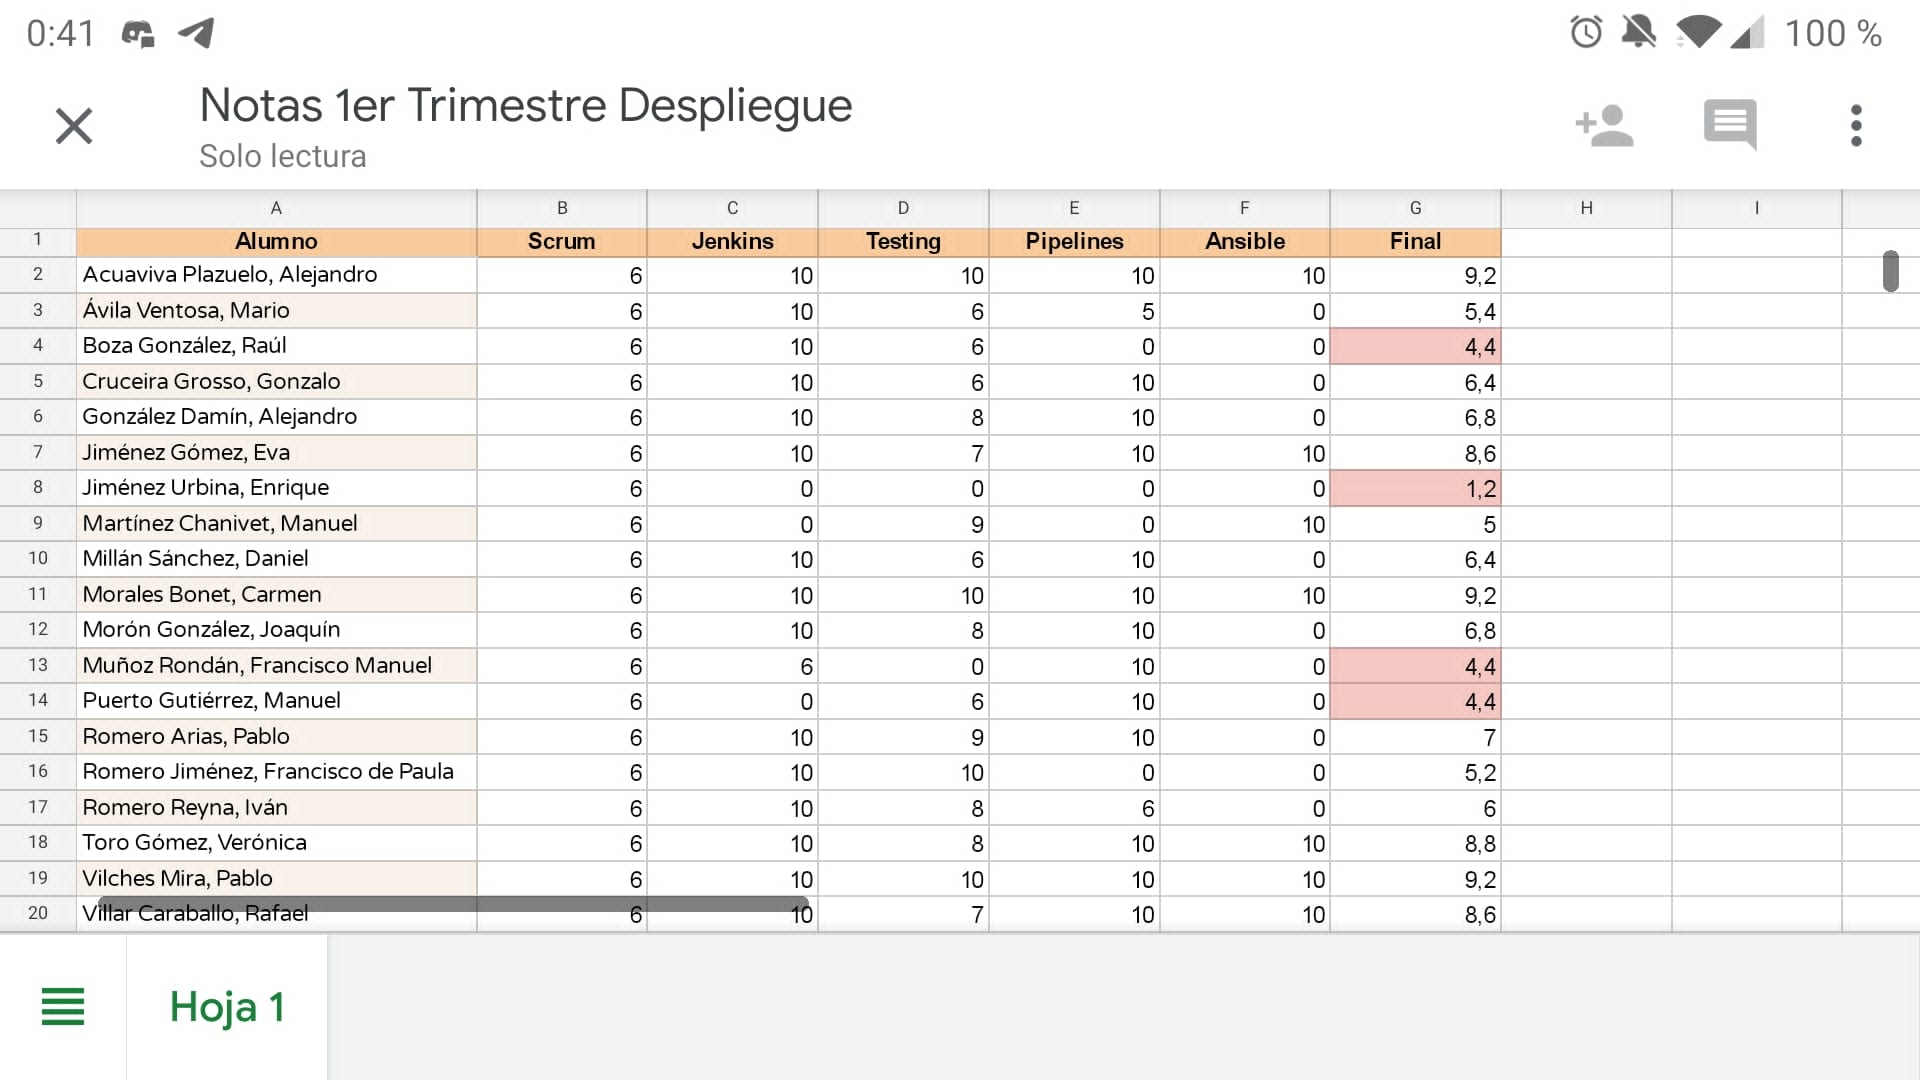 0:41 100 %
Notas 1er Trimestre Despliegue
Solo lectura
A B C D E F G H I
1 Alumno Scrum Jenkins Testing Pipelines Ansible Final
2 Acuaviva Plazuelo, Alejandro 6 10 10 10 10 9,2
3 Ávila Ventosa, Mario 6 10 6 5 0 5,4
4 Boza González, Raúl 6 10 6 0 0 4,4
5 Cruceira Grosso, Gonzalo 6 10 6 10 0 6,4
6 González Damín, Alejandro 6 10 8 10 0 6,8
7 Jiménez Gómez, Eva 6 10 7 10 10 8,6
8 Jiménez Urbina, Enrique 6 0 0 0 0 1,2
9 Martínez Chanivet, Manuel 6 0 9 0 10 5
10 Millán Sánchez, Daniel 6 10 6 10 0 6,4
11 Morales Bonet, Carmen 6 10 10 10 10 9,2
12 Morón González, Joaquín 6 10 8 10 0 6,8
13 Muñoz Rondán, Francisco Manuel 6 6 0 10 0 4,4
14 Puerto Gutiérrez, Manuel 6 0 6 10 0 4,4
15 Romero Arias, Pablo 6 10 9 10 0 7
16 Romero Jiménez, Francisco de Paula 6 10 10 0 0 5,2
17 Romero Reyna, Iván 6 10 8 6 0 6
18 Toro Gómez, Verónica 6 10 8 10 10 8,8
19 Vilches Mira, Pablo 6 10 10 10 10 9,2
20 Villar Caraballo, Rafael 6 10 7 10 10 8,6
Hoja 1